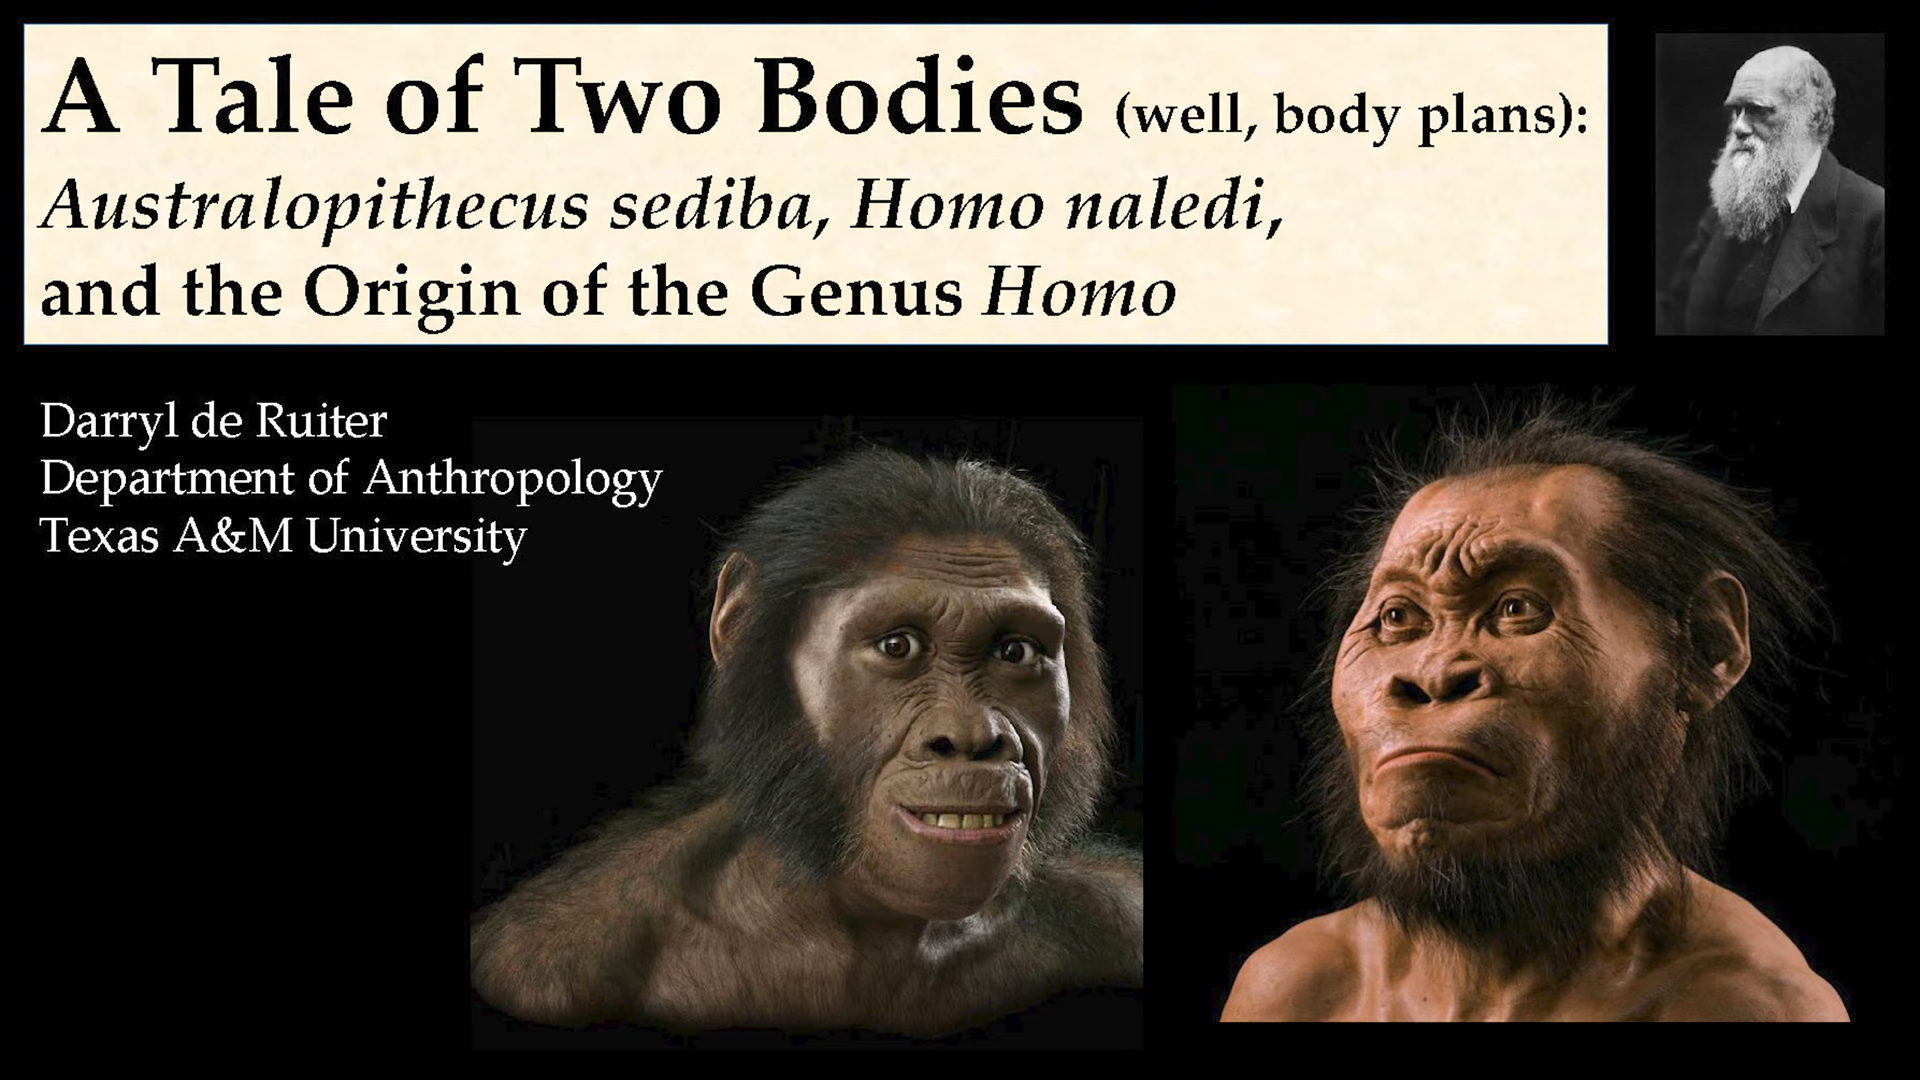 A Tale of Two Bodies (well, body plans):
Australopithecus sediba, Homo naledi,
and the Origin of the Genus Homo
Darryl de Ruiter
Department of Anthropology
Texas A&M University